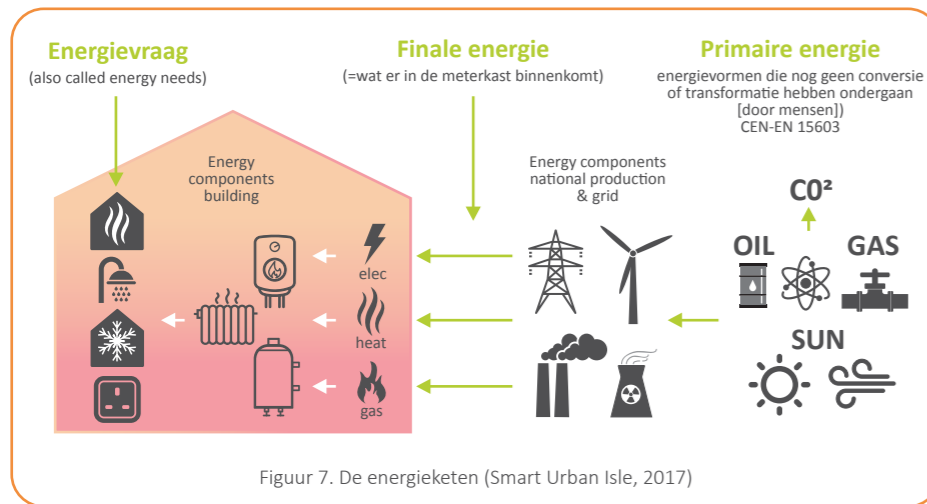 Energievraag
(also called energy needs)
Finale energie
(=wat er in de meterkast binnenkomt)
Primaire energie
energievormen die nog geen conversie
of transformatie hebben ondergaan
[door mensen])
CEN-EN 15603
Energy
components
building
elec
heat
gas
Energy components
national production
& grid
CO²
OIL
GAS
SUN
Figuur 7. De energieketen (Smart Urban Isle, 2017)